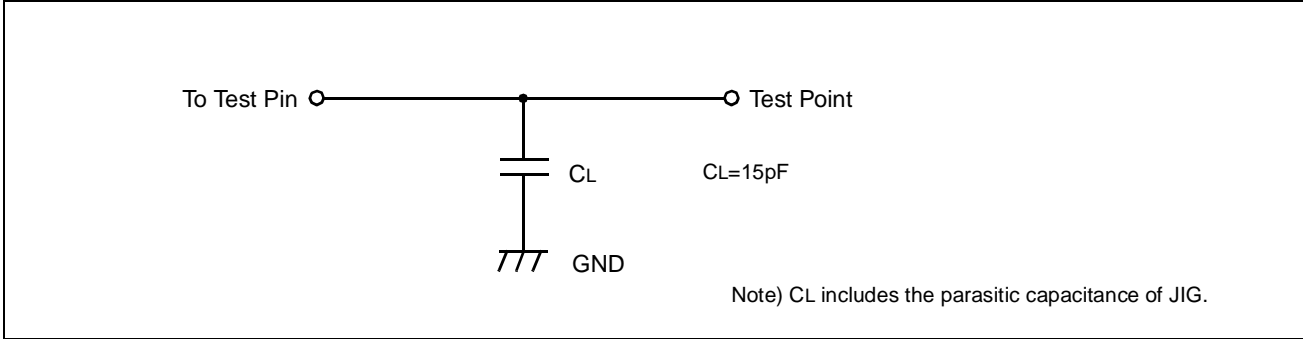 To Test Pin
Test Point
CL
CL=15pF
GND
Note) CL includes the parasitic capacitance of JIG.